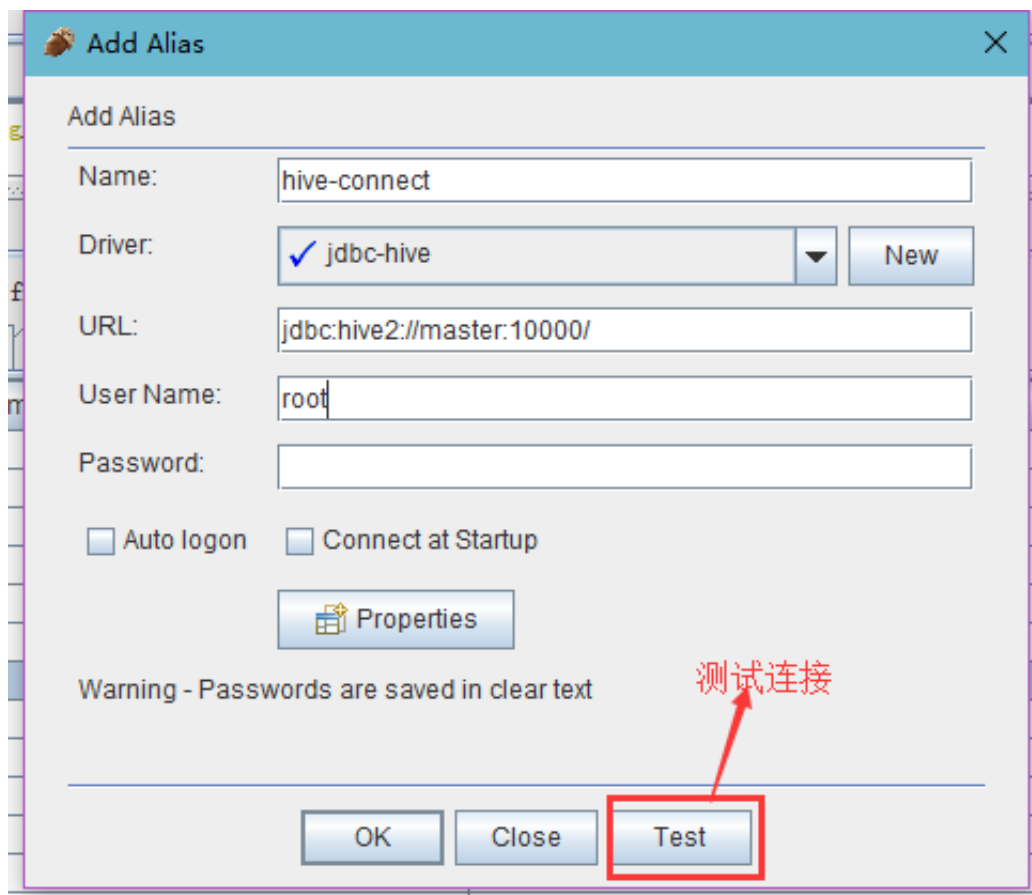 Add Alias
Add Alias
Name: hive-connect
Driver: jdbc-hive New
URL: jdbc:hive2://master:10000/
User Name: root
Password:
Auto logon Connect at Startup
Properties
Warning - Passwords are saved in clear text
测试连接
OK Close Test